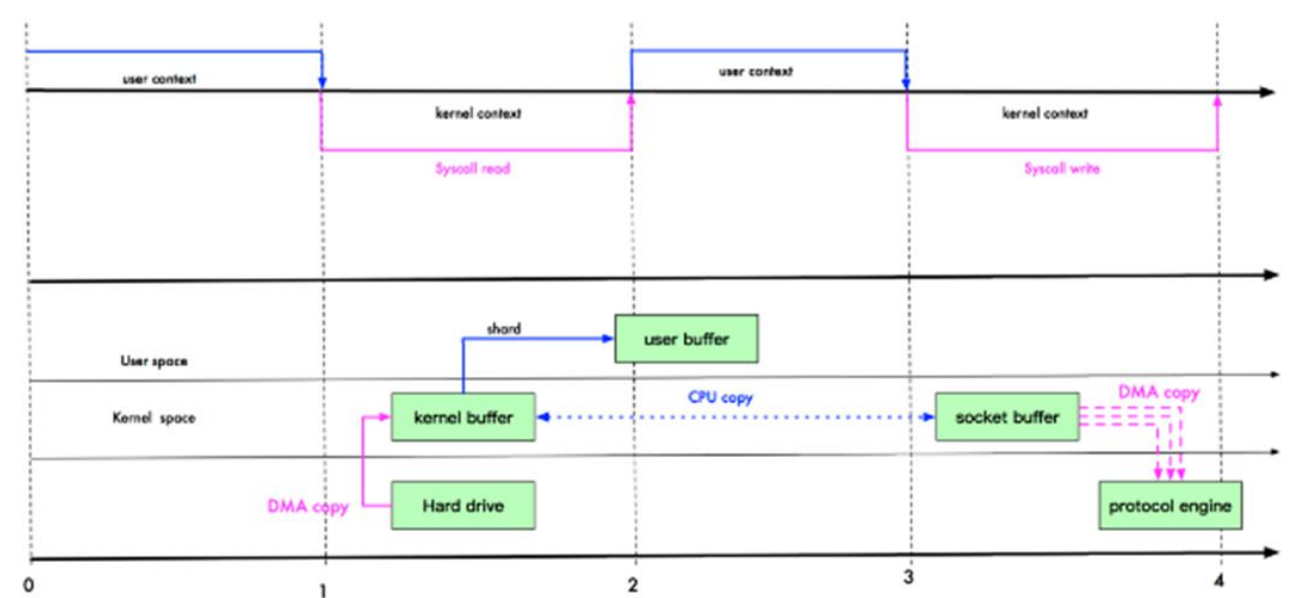 user context
user context
kernel context
kernel context
Syscall read
Syscall write
shard
user buffer
User space
CPU copy
DMA copy
Kernel space
kernel buffer
socket buffer
DMA copy
Hard drive
protocol engine
0
1
2
3
4